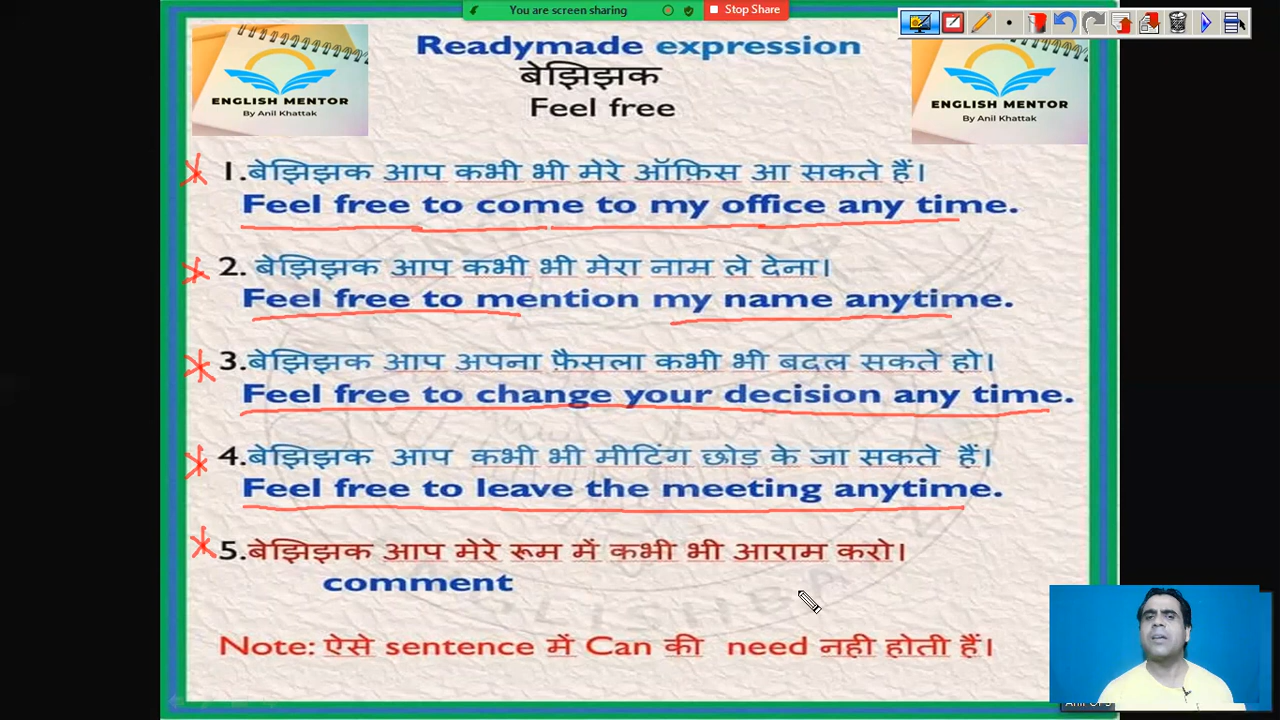 You are screen sharing
Stop Share
Readymade expression
बेझिझक
Feel free
ENGLISH MENTOR
By Anil Khattak
ENGLISH MENTOR
By Anil Khattak
1.बेझिझक आप कभी भी मेरे ऑफ़िस आ सकते हैं।
Feel free to come to my office any time.
2. बेझिझक आप कभी भी मेरा नाम ले देना।
Feel free to mention my name anytime.
3.बेझिझक आप अपना फ़ैसला कभी भी बदल सकते हो।
Feel free to change your decision any time.
4.बेझिझक आप कभी भी मीटिंग छोड़ के जा सकते हैं।
Feel free to leave the meeting anytime.
5.बेझिझक आप मेरे रूम में कभी भी आराम करो।
comment
Note: ऐसे sentence में Can की need नही होती हैं।